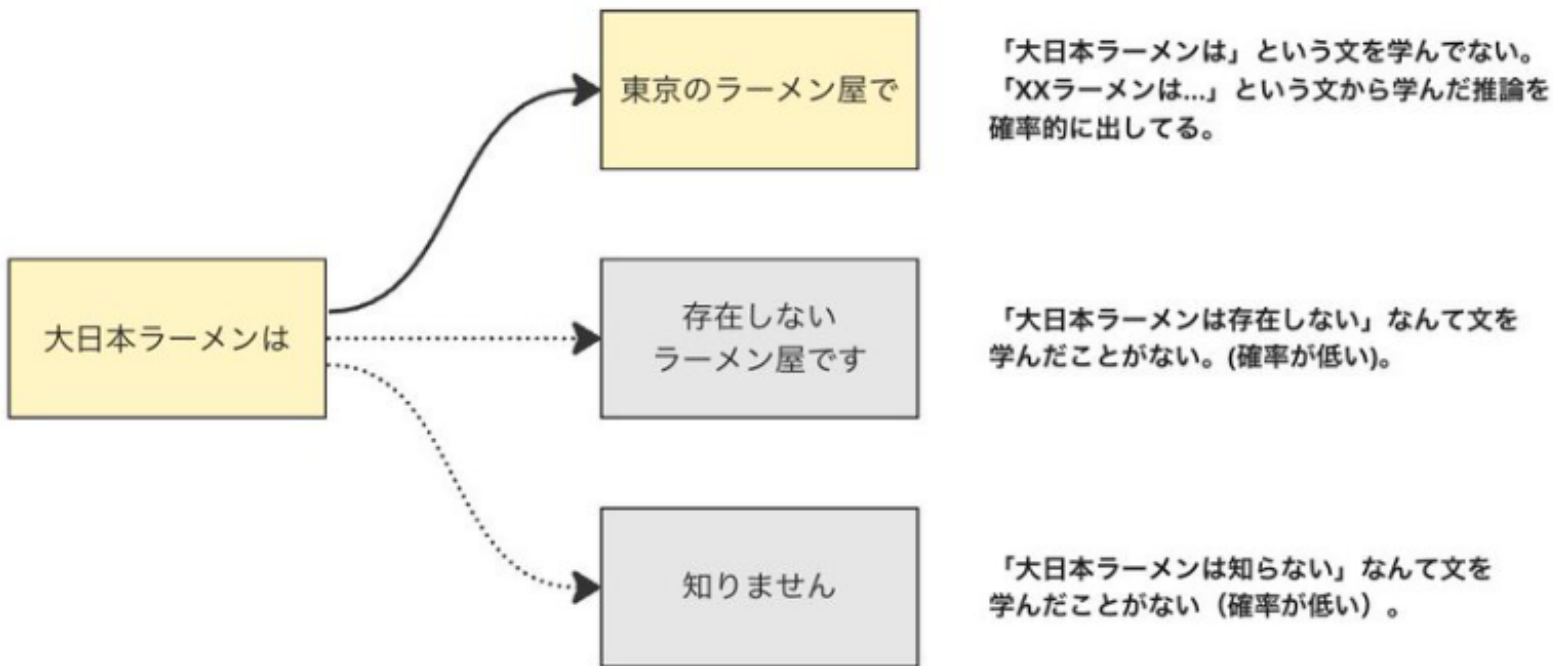 東京のラーメン屋で
「大日本ラーメンは」という文を学んでない。
「XXラーメンは...」という文から学んだ推論を
確率的に出してる。
大日本ラーメンは
存在しない
ラーメン屋です
「大日本ラーメンは存在しない」なんて文を
学んだことがない。(確率が低い)。
知りません
「大日本ラーメンは知らない」なんて文を
学んだことがない（確率が低い）。